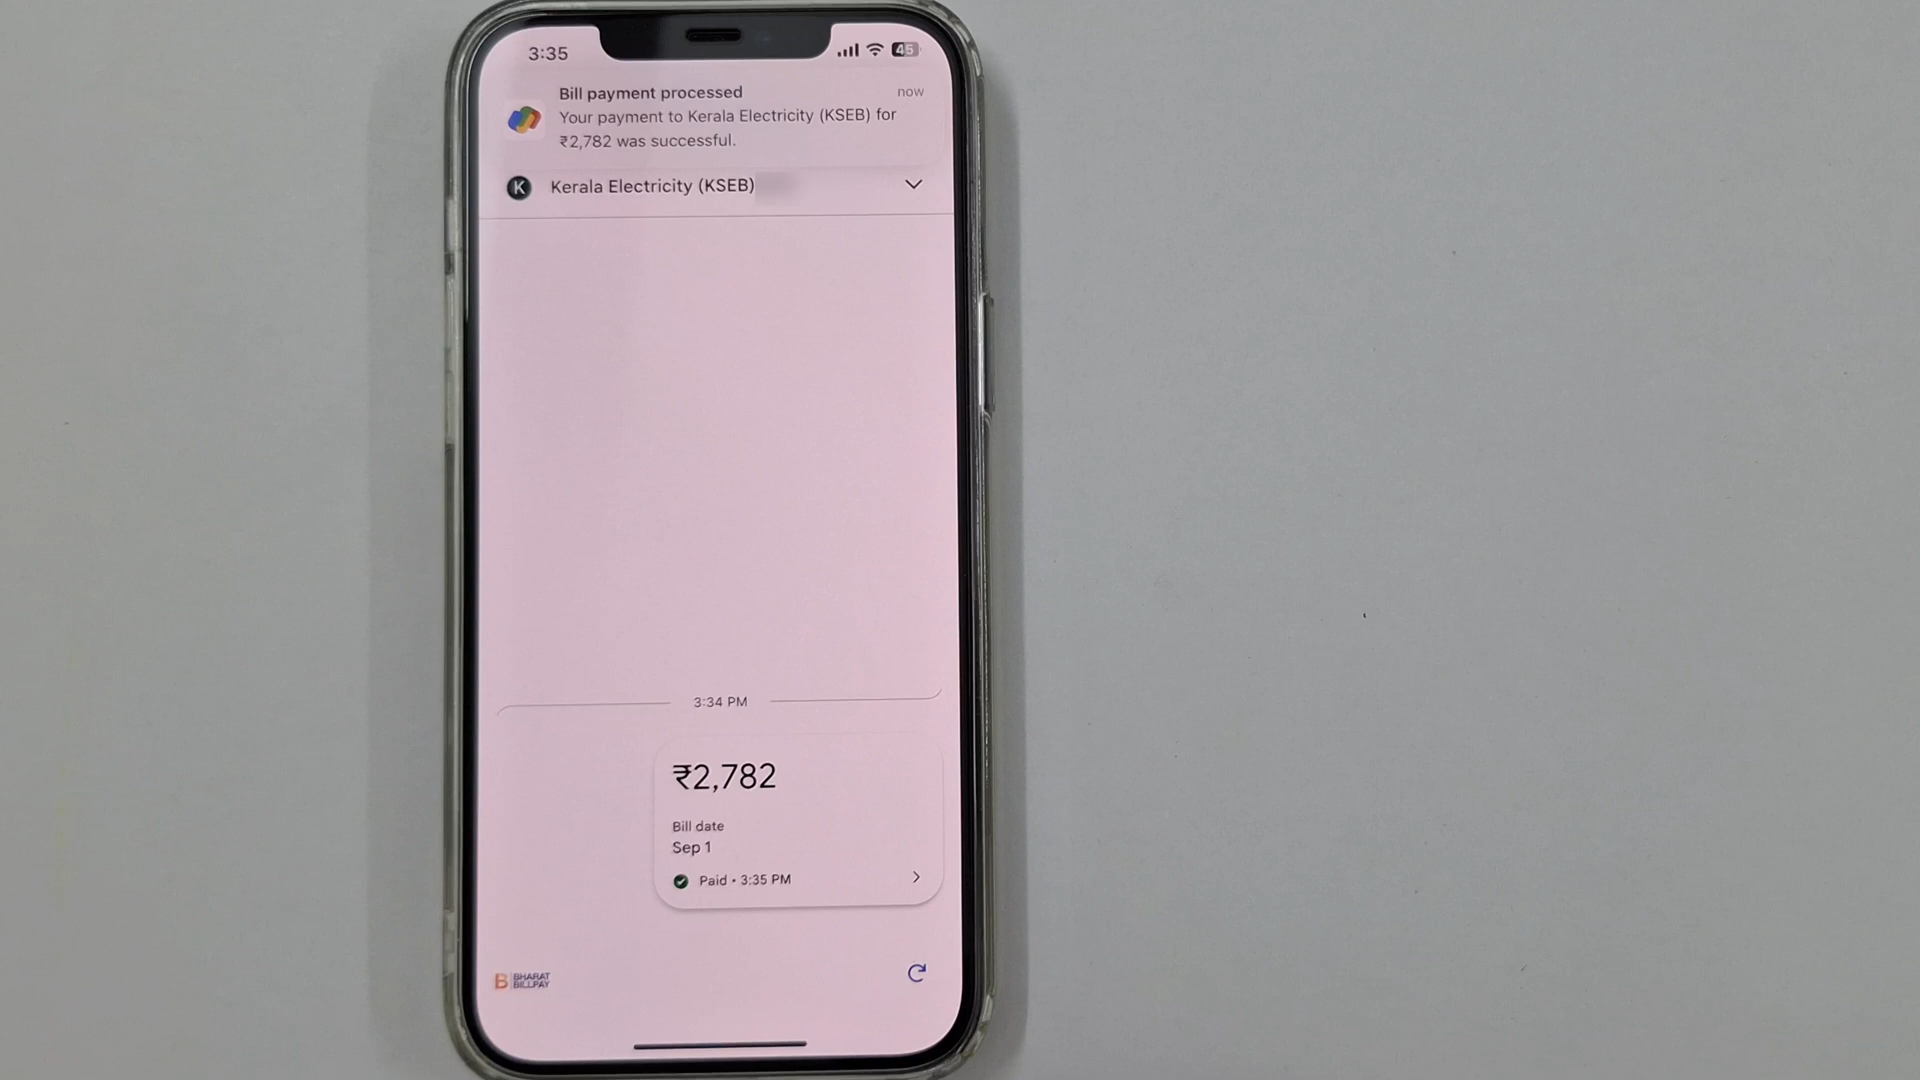 3:35
45
Bill payment processed
now
Your payment to Kerala Electricity (KSEB) for
₹2,782 was successful.
K
Kerala Electricity (KSEB)
3:34 PM
₹2,782
Bill date
Sep 1
Paid • 3:35 PM
B BHARAT
BILLPAY